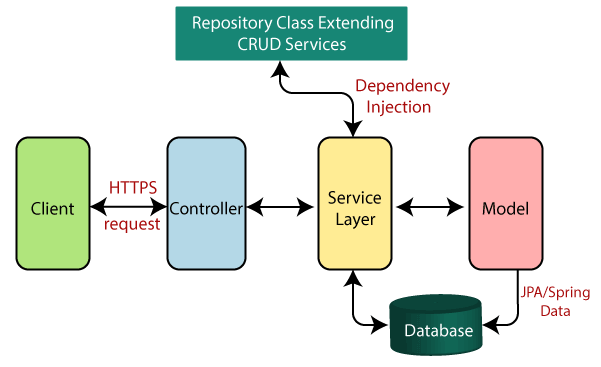 Repository Class Extending
CRUD Services
Dependency
Injection
Client
HTTPS
request
Controller
Service
Layer
Model
JPA/Spring
Data
Database